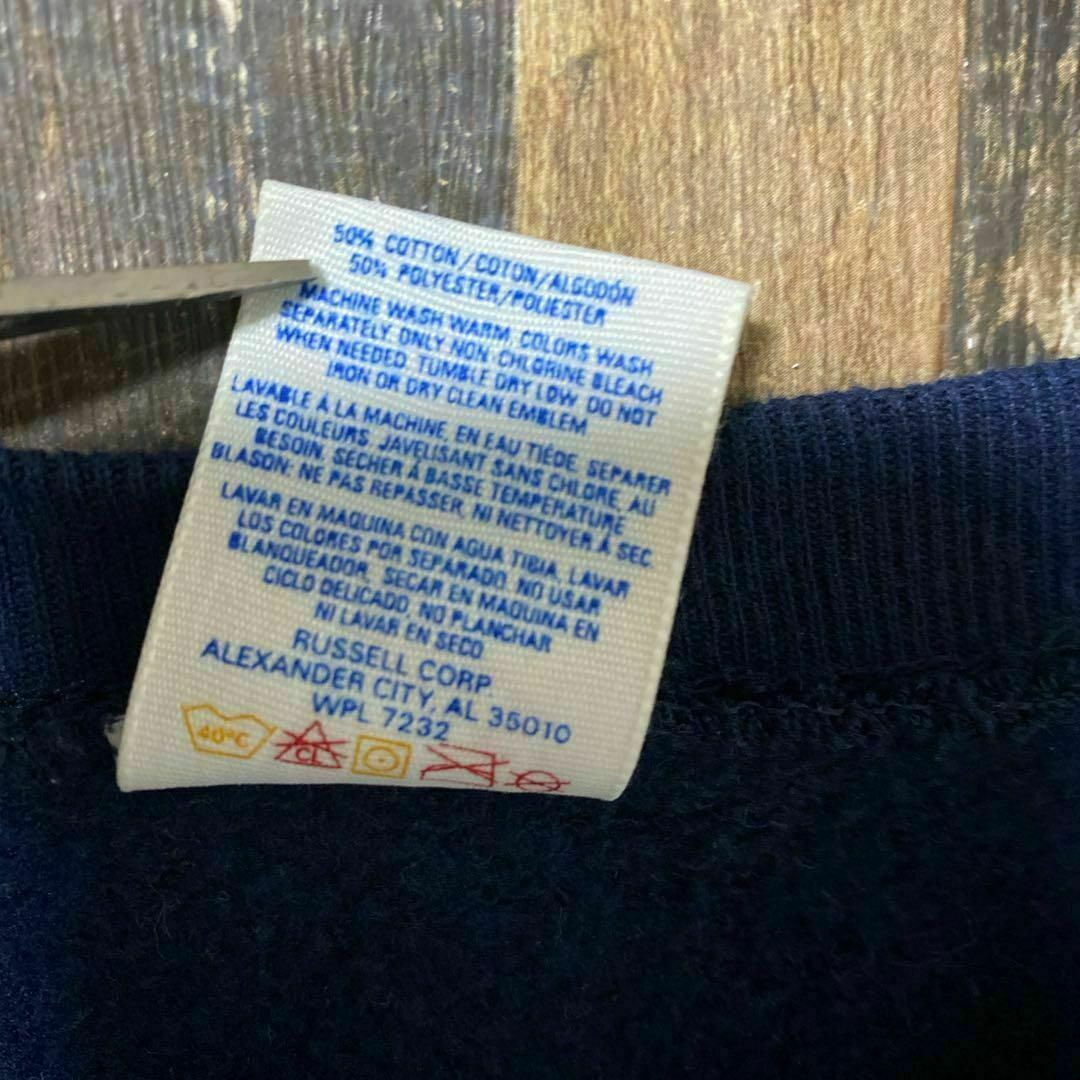 50% COTTON/COTON/ALGODÓN
50% POLYESTER/POLIESTER
MACHINE WASH WARM, COLORS WASH
SEPARATELY. ONLY NON CHLORINE BLEACH
WHEN NEEDED. TUMBLE DRY LOW. DO NOT
IRON OR DRY CLEAN EMBLEM
LAVABLE À LA MACHINE, EN EAU TIÉDE, SEPARER
LES COULEURS, JAVELISANT SANS CHLORE, AU
BESOIN. SECHER À BASSE TEMPERATURE
BLASON: NE PAS REPASSER, NI NETTOYER À SEC
LAVAR EN MAQUINA CON AGUA TIBIA, LAVAR
LOS COLORES POR SEPARADO. NO USAR
BLANQUEADOR. SECAR EN MAQUINA EN
CICLO DELICADO, NO PLANCHAR
NI LAVAR EN SECO.
RUSSELL CORP.
ALEXANDER CITY, AL 35010
WPL 7232
40°C CL